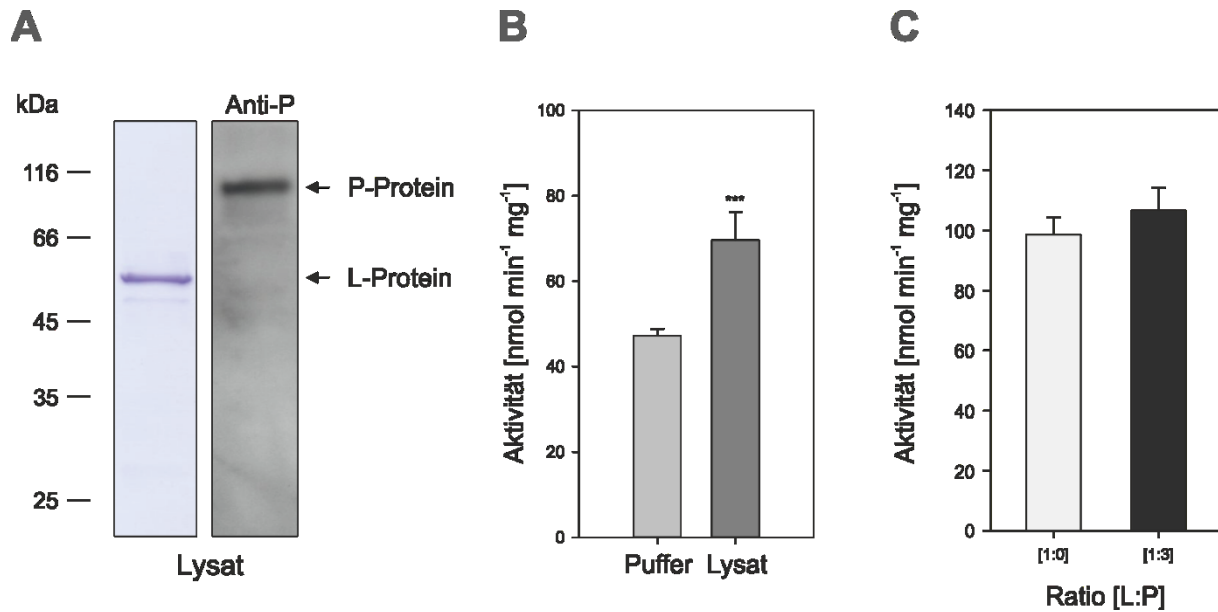 A
kDa
Anti-P
116
66
45
35
25
P-Protein
L-Protein
Lysat
B
Aktivität [nmol min⁻¹ mg⁻¹]
100
80
60
40
20
0
***
Puffer Lysat
C
Aktivität [nmol min⁻¹ mg⁻¹]
140
120
100
80
60
40
20
0
[1:0] [1:3]
Ratio [L:P]